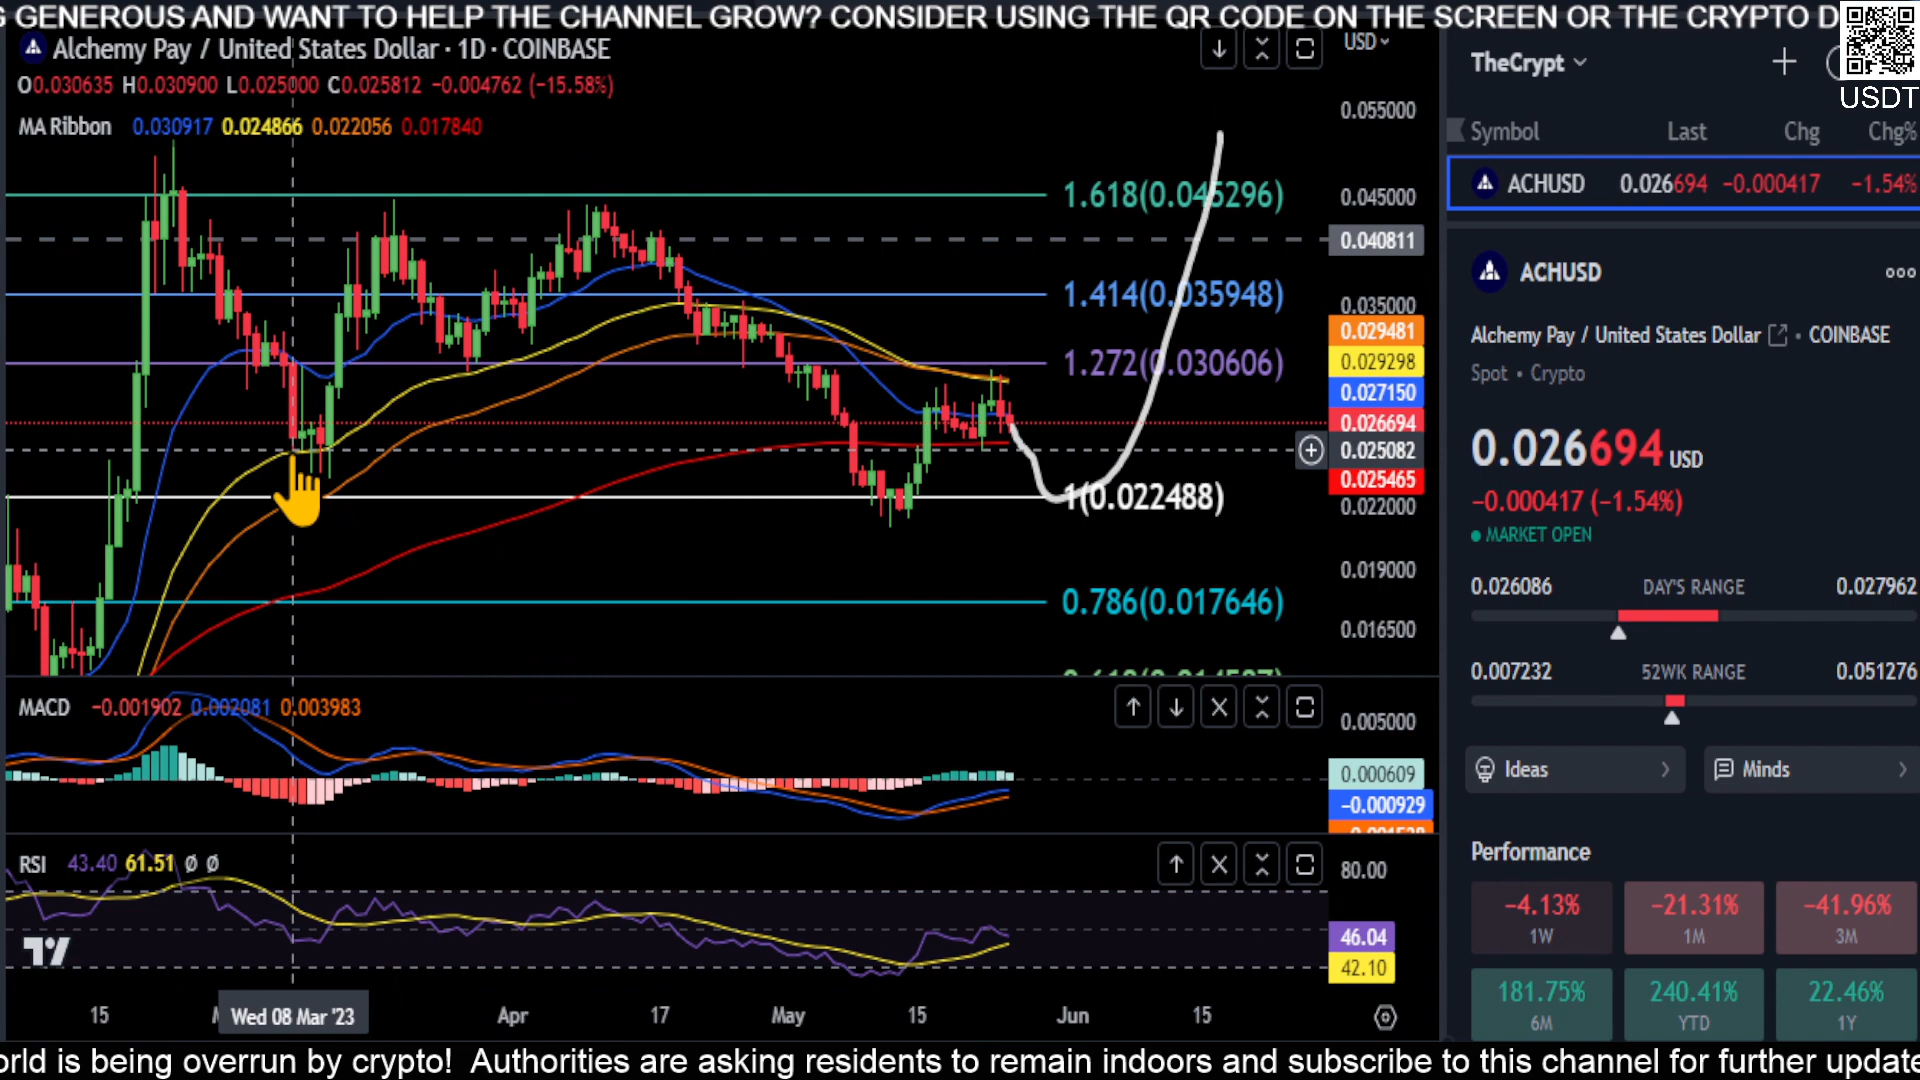 GENEROUS AND WANT TO HELP THE CHANNEL GROW? CONSIDER USING THE QR CODE ON THE SCREEN OR THE CRYPTO
Alchemy Pay / United States Dollar · 1D · COINBASE
USD
O0.030635 H0.030900 L0.025000 C0.025812 −0.004762 (−15.58%)
MA Ribbon 0.030917 0.024866 0.022056 0.017840
0.055000
1.618(0.045296)
0.045000
0.040811
1.414(0.035948)
0.035000
0.029481
1.272(0.030606)
0.029298
0.027150
0.026694
0.025082
0.025465
1(0.022488)
0.022000
0.019000
0.786(0.017646)
0.016500
MACD −0.001902 0.002081 0.003983
0.005000
0.000609
−0.000929
RSI 43.40 61.51 Ø Ø
80.00
46.04
42.10
15
Wed 08 Mar '23
Apr
17
May
15
Jun
15
TheCrypt
USDT
Symbol Last Chg Chg%
ACHUSD 0.026694 −0.000417 −1.54%
ACHUSD
Alchemy Pay / United States Dollar • COINBASE
Spot • Crypto
0.026694 USD
−0.000417 (−1.54%)
MARKET OPEN
0.026086 DAY'S RANGE 0.027962
0.007232 52WK RANGE 0.051276
Ideas
Minds
Performance
−4.13% −21.31% −41.96%
1W 1M 3M
181.75% 240.41% 22.46%
6M YTD 1Y
is being overrun by crypto! Authorities are asking residents to remain indoors and subscribe to this channel for further